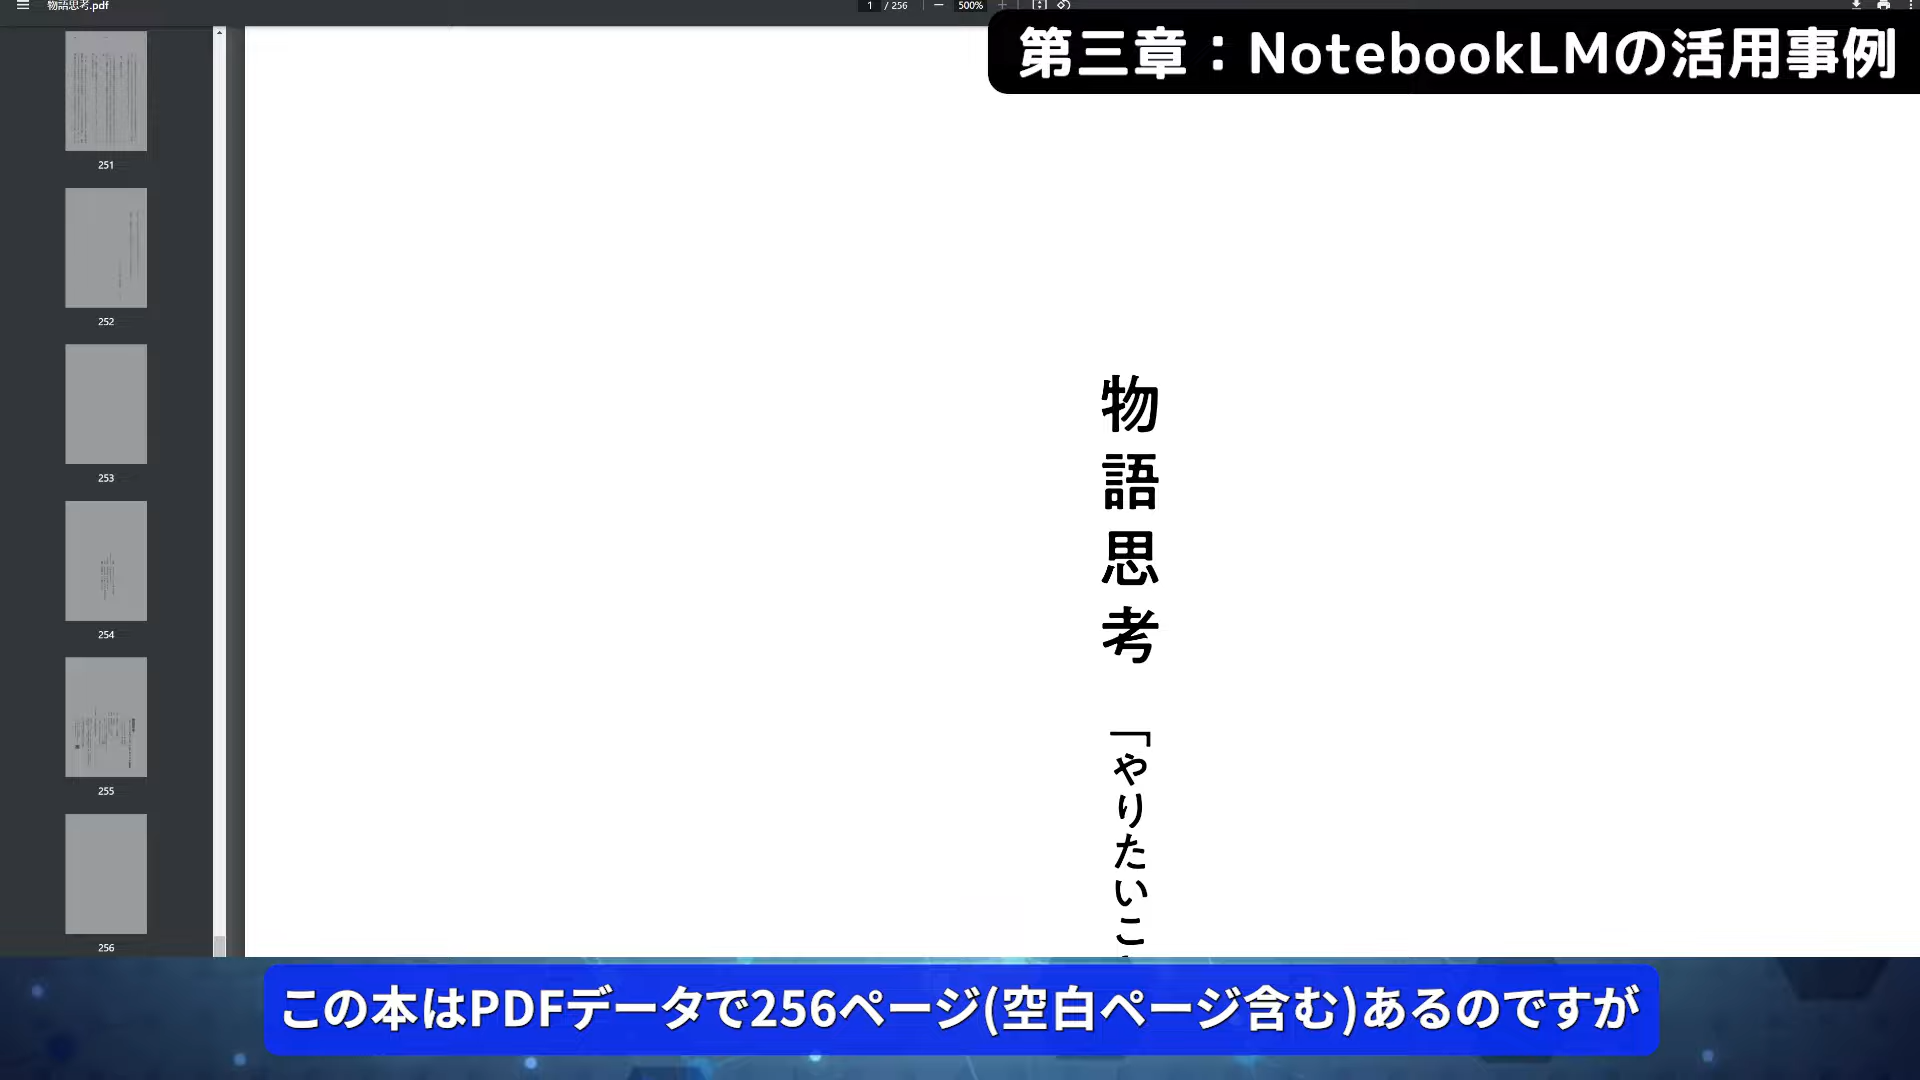 物語思考.pdf
1 / 256
500%
第三章：NotebookLMの活用事例
251
252
253
254
255
256
物語思考
「やりたいこ
この本はPDFデータで256ページ(空白ページ含む)あるのですが